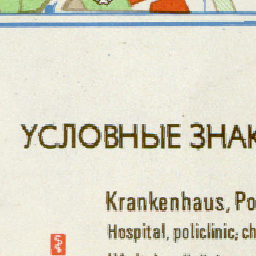 УСЛОВНЫЕ ЗНАК
Krankenhaus, Po
Hospital, policlinic, ch